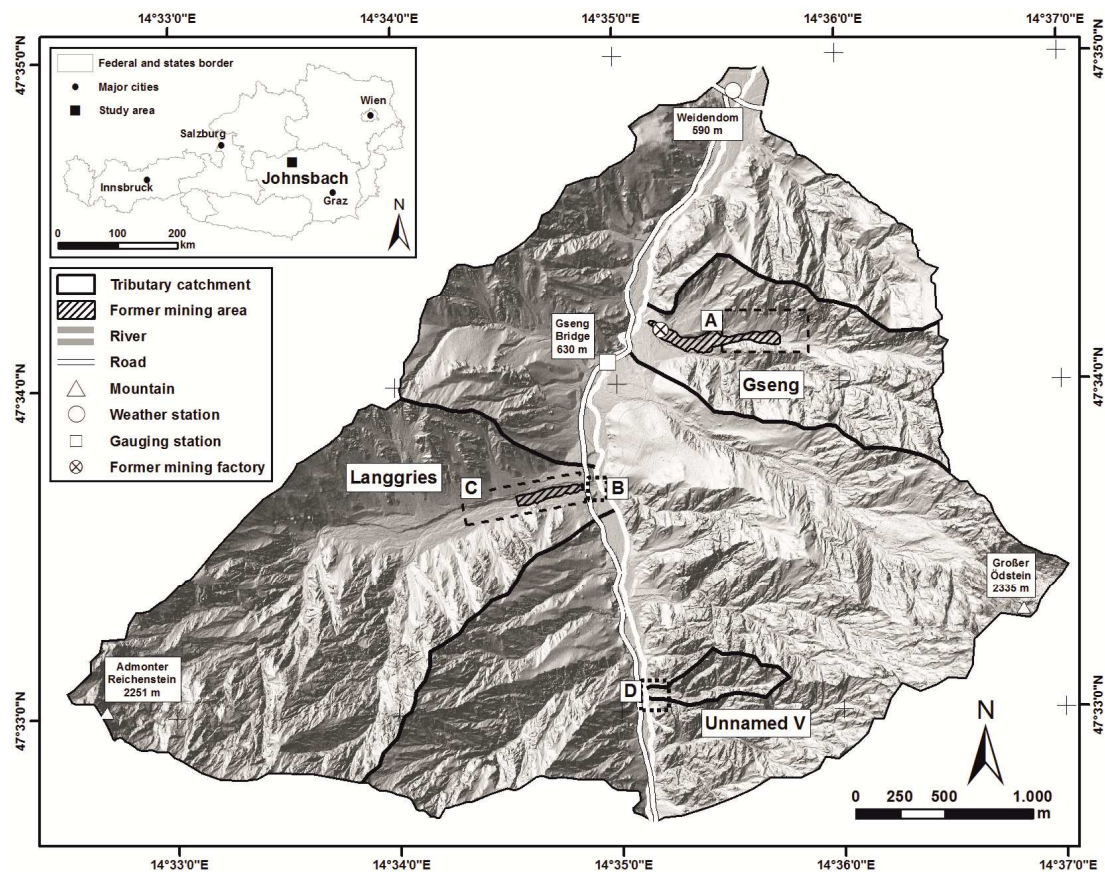 14°33'0"E
14°34'0"E
14°35'0"E
14°36'0"E
14°37'0"E
47°35'0"N
47°35'0"N
Federal and states border
Major cities
Study area
Wien
Salzburg
Innsbruck
Johnsbach
Graz
N
0 100 200
km
Tributary catchment
Former mining area
River
Road
Mountain
Weather station
Gauging station
Former mining factory
Weidendom
590 m
Gseng
Bridge
630 m
A
Gseng
47°34'0"N
47°34'0"N
Langgries
C
B
Großer
Ödstein
2335 m
Admonter
Reichenstein
2251 m
D
Unnamed V
47°33'0"N
47°33'0"N
N
0 250 500 1.000
m
14°33'0"E
14°34'0"E
14°35'0"E
14°36'0"E
14°37'0"E